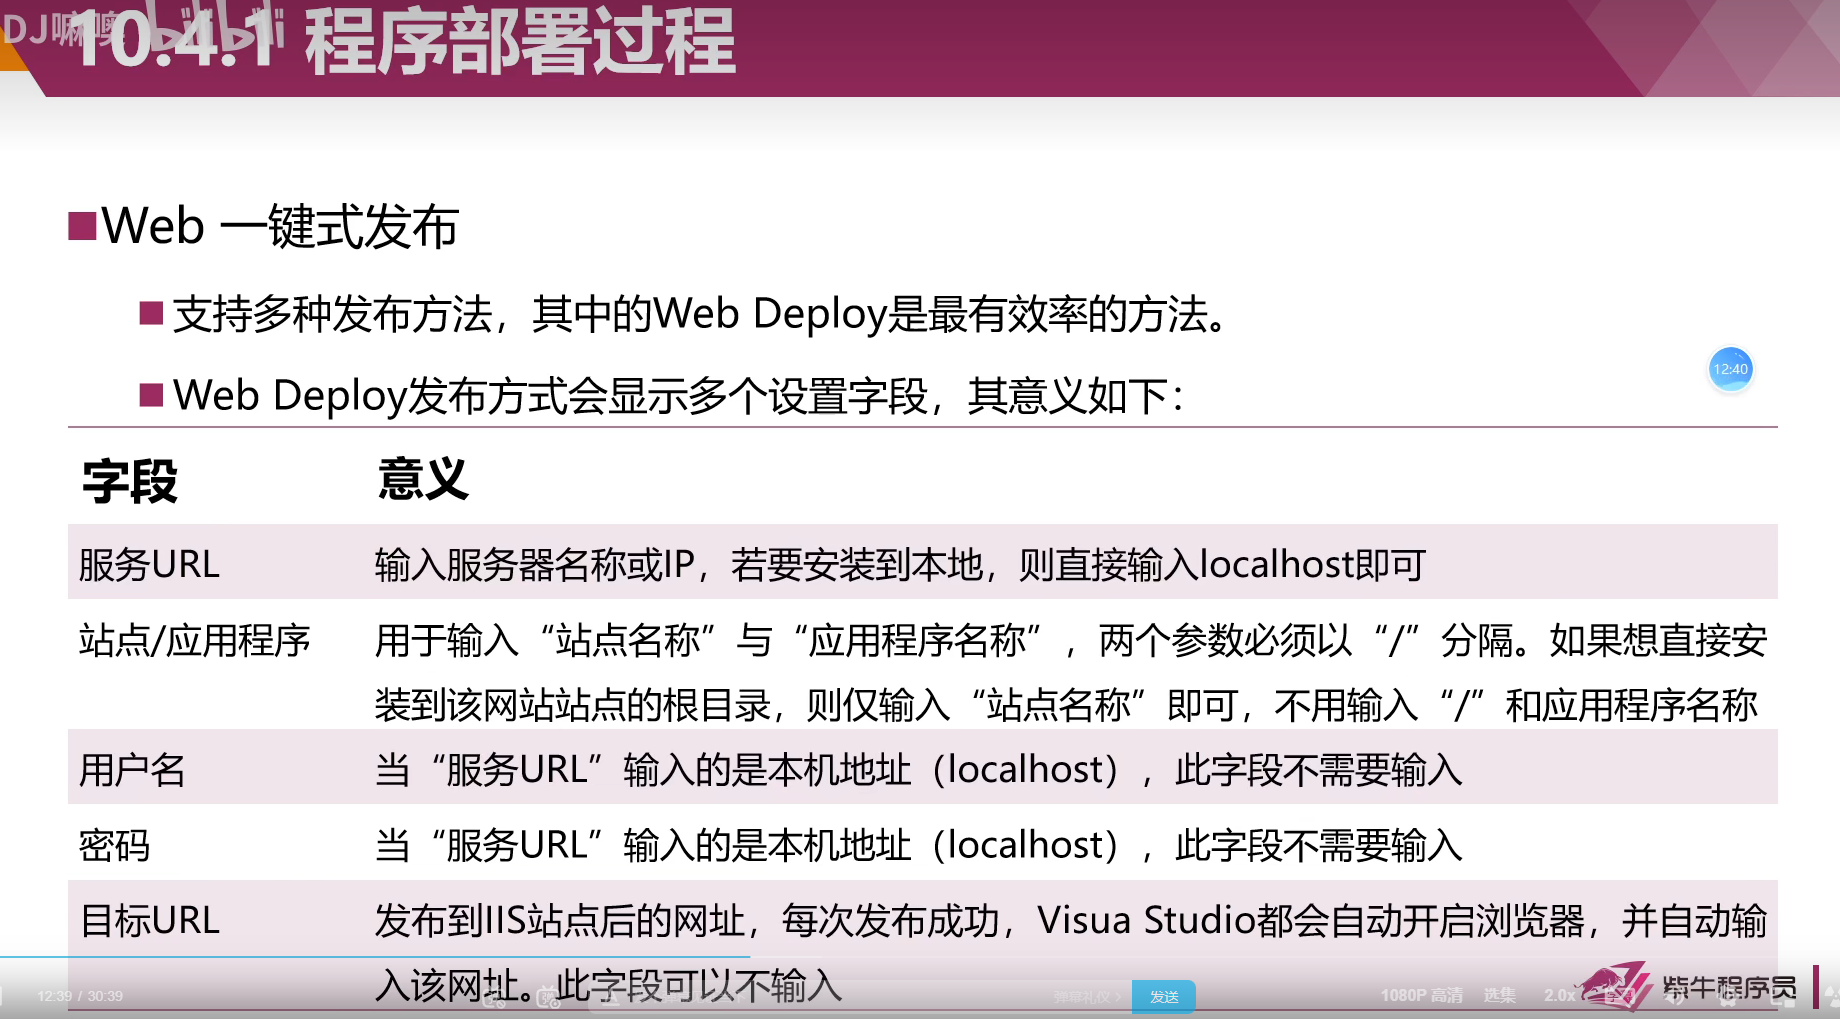 DJ嘛噢 bilibili
10.4.1 程序部署过程
Web 一键式发布
支持多种发布方法，其中的Web Deploy是最有效率的方法。
Web Deploy发布方式会显示多个设置字段，其意义如下：
12:40
字段 意义
服务URL 输入服务器名称或IP，若要安装到本地，则直接输入localhost即可
站点/应用程序 用于输入“站点名称”与“应用程序名称”，两个参数必须以“/”分隔。如果想直接安
装到该网站站点的根目录，则仅输入“站点名称”即可，不用输入“/”和应用程序名称
用户名 当“服务URL”输入的是本机地址（localhost），此字段不需要输入
密码 当“服务URL”输入的是本机地址（localhost），此字段不需要输入
目标URL 发布到IIS站点后的网址，每次发布成功，Visua Studio都会自动开启浏览器，并自动输
入该网址。此字段可以不输入
紫牛程序员
12:39 / 30:39 弹幕礼仪 发送 1080P 高清 选集 2.0x